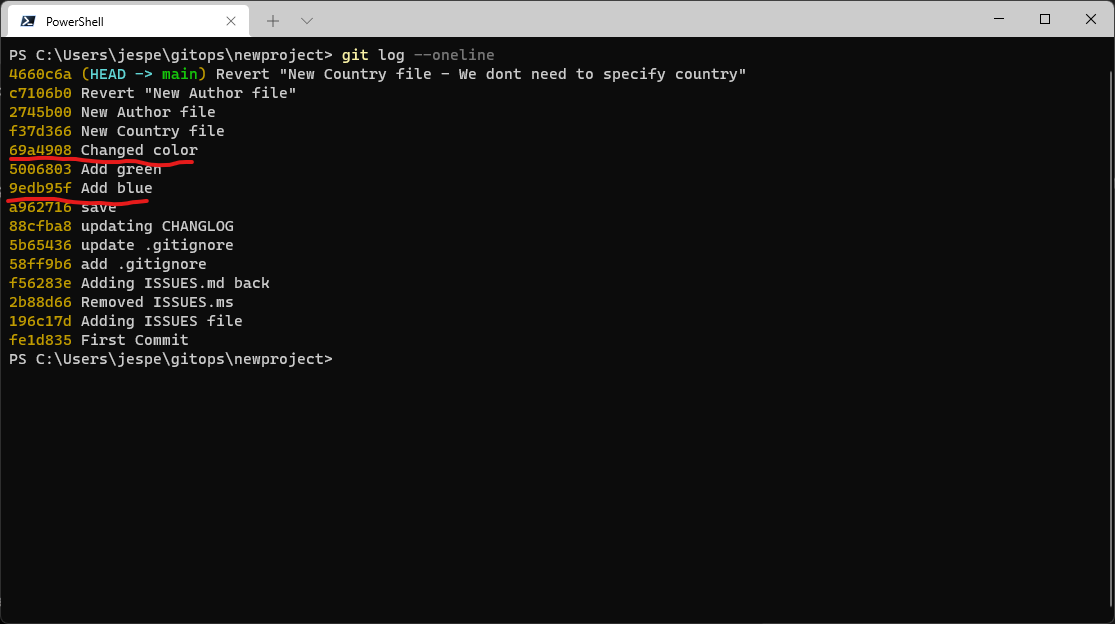 PowerShell
PS C:\Users\jespe\gitops\newproject> git log --oneline
4660c6a (HEAD -> main) Revert "New Country file - We dont need to specify country"
c7106b0 Revert "New Author file"
2745b00 New Author file
f37d366 New Country file
69a4908 Changed color
5006803 Add green
9edb95f Add blue
a962716 save
88cfba8 updating CHANGLOG
5b65436 update .gitignore
58ff9b6 add .gitignore
f56283e Adding ISSUES.md back
2b88d66 Removed ISSUES.ms
196c17d Adding ISSUES file
fe1d835 First Commit
PS C:\Users\jespe\gitops\newproject>